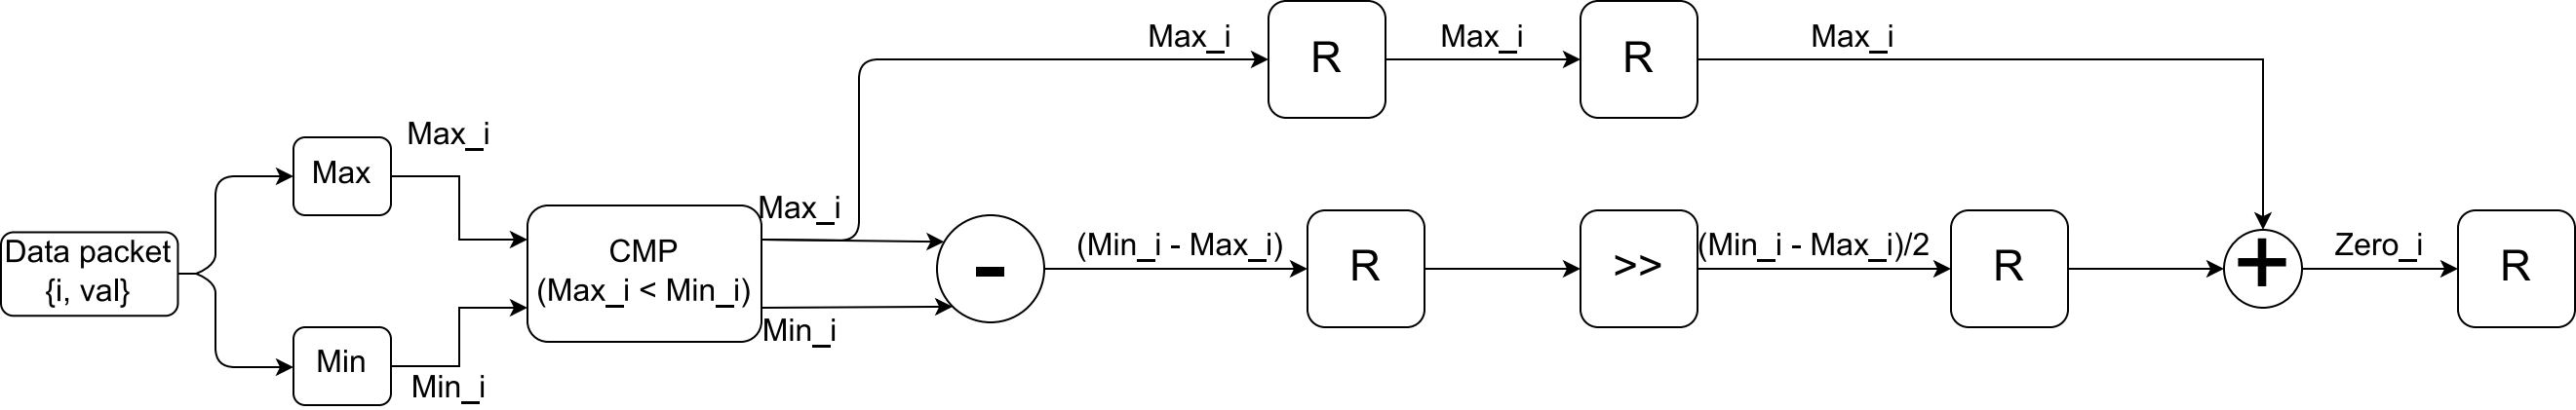 Max_i
R
Max_i
R
Max_i
Max_i
Max
Data packet
{i, val}
Min
Min_i
CMP
(Max_i < Min_i)
Max_i
Min_i
-
(Min_i - Max_i)
R
>>
(Min_i - Max_i)/2
R
+
Zero_i
R